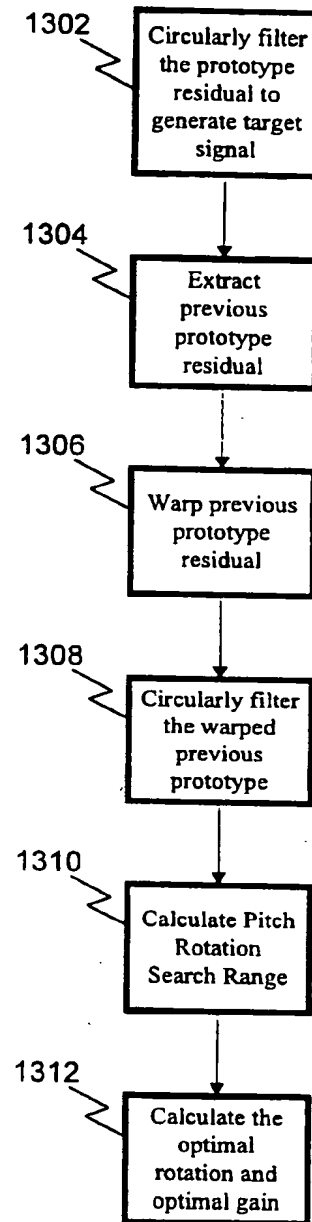 1302
Circularly filter
the prototype
residual to
generate target
signal
1304
Extract
previous
prototype
residual
1306
Warp previous
prototype
residual
1308
Circularly filter
the warped
previous
prototype
1310
Calculate Pitch
Rotation
Search Range
1312
Calculate the
optimal
rotation and
optimal gain